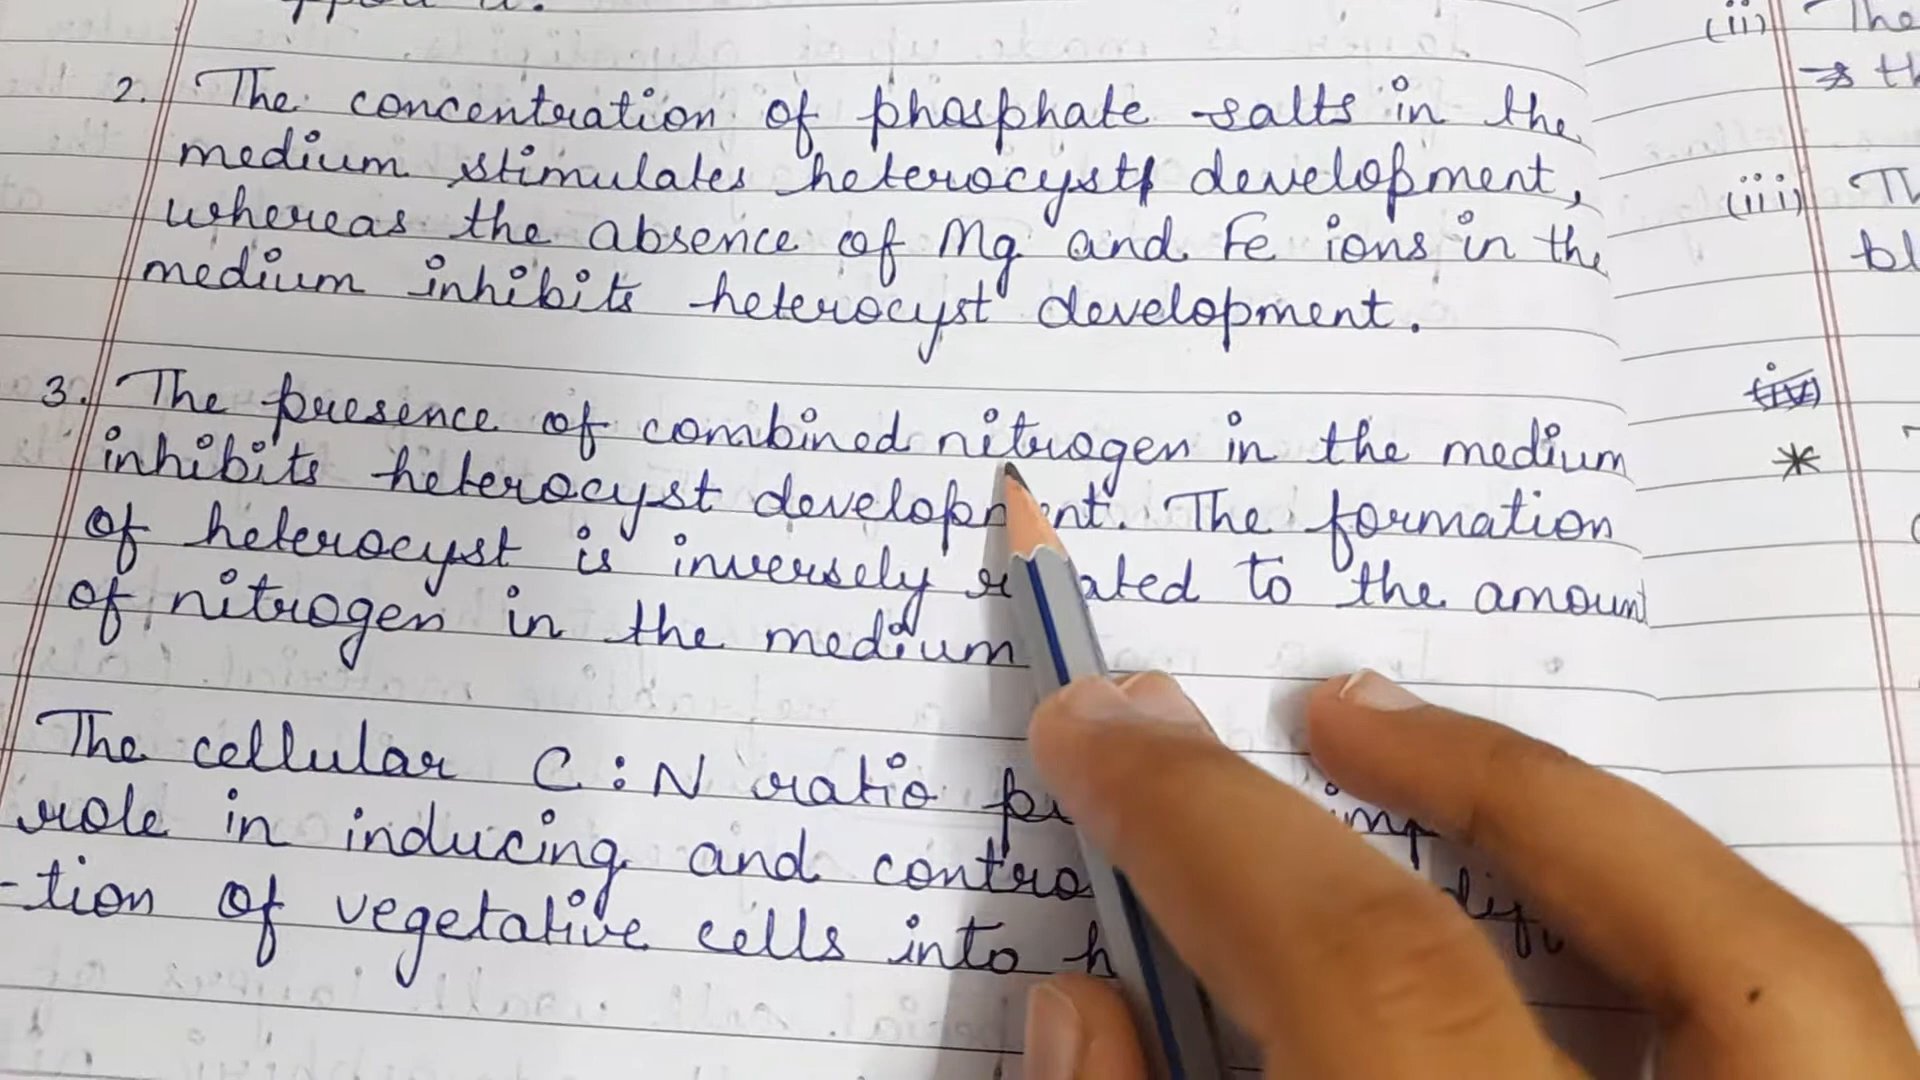 2. The concentration of phosphate salts in the
medium stimulates heterocyst development,
whereas the absence of Mg and Fe ions in the
medium inhibits heterocyst development.
3. The presence of combined nitrogen in the medium
inhibits heterocyst development. The formation
of heterocyst is inversely related to the amount
of nitrogen in the medium
The cellular C : N ratio
role in inducing and
-tion of vegetative cells into
(ii) The
(iii)
*